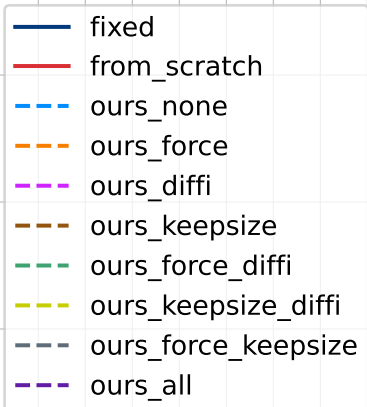 fixed
from_scratch
ours_none
ours_force
ours_diffi
ours_keepsize
ours_force_diffi
ours_keepsize_diffi
ours_force_keepsize
ours_all